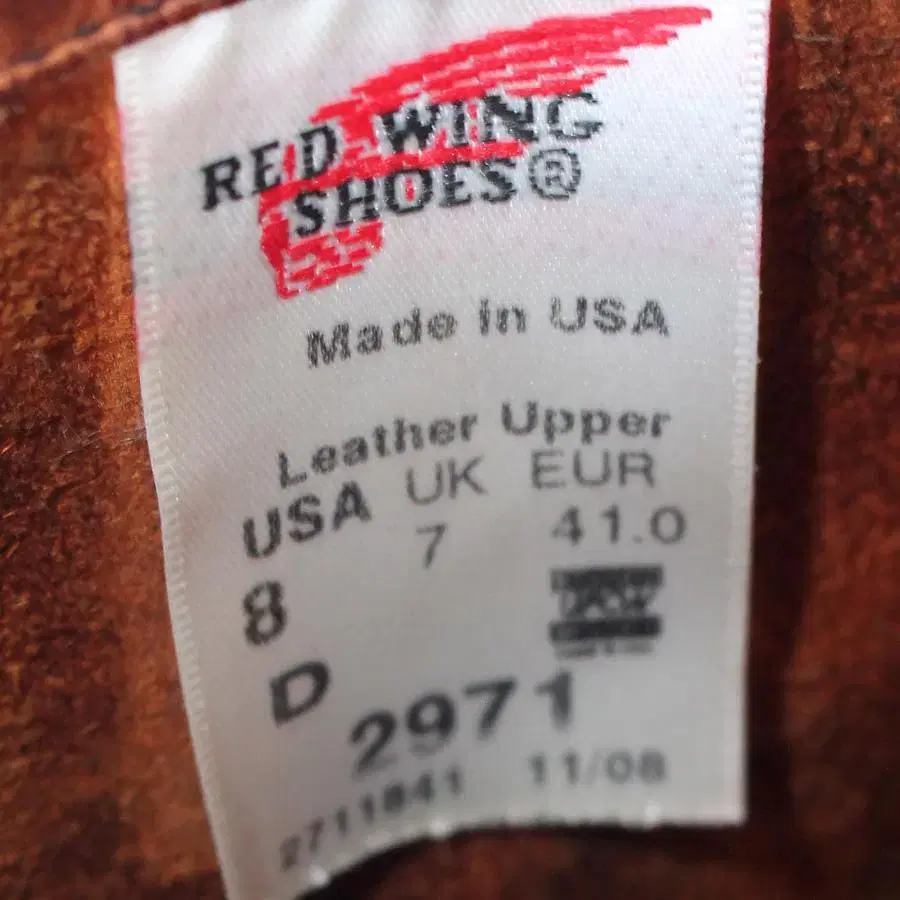 RED WING
SHOES®
Made in USA
Leather Upper
USA UK EUR
8 7 41.0
D
2971
2711841 11/08